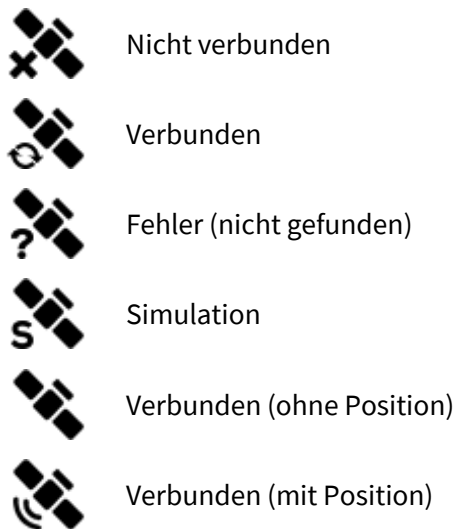 Nicht verbunden
Verbunden
? Fehler (nicht gefunden)
S Simulation
Verbunden (ohne Position)
Verbunden (mit Position)